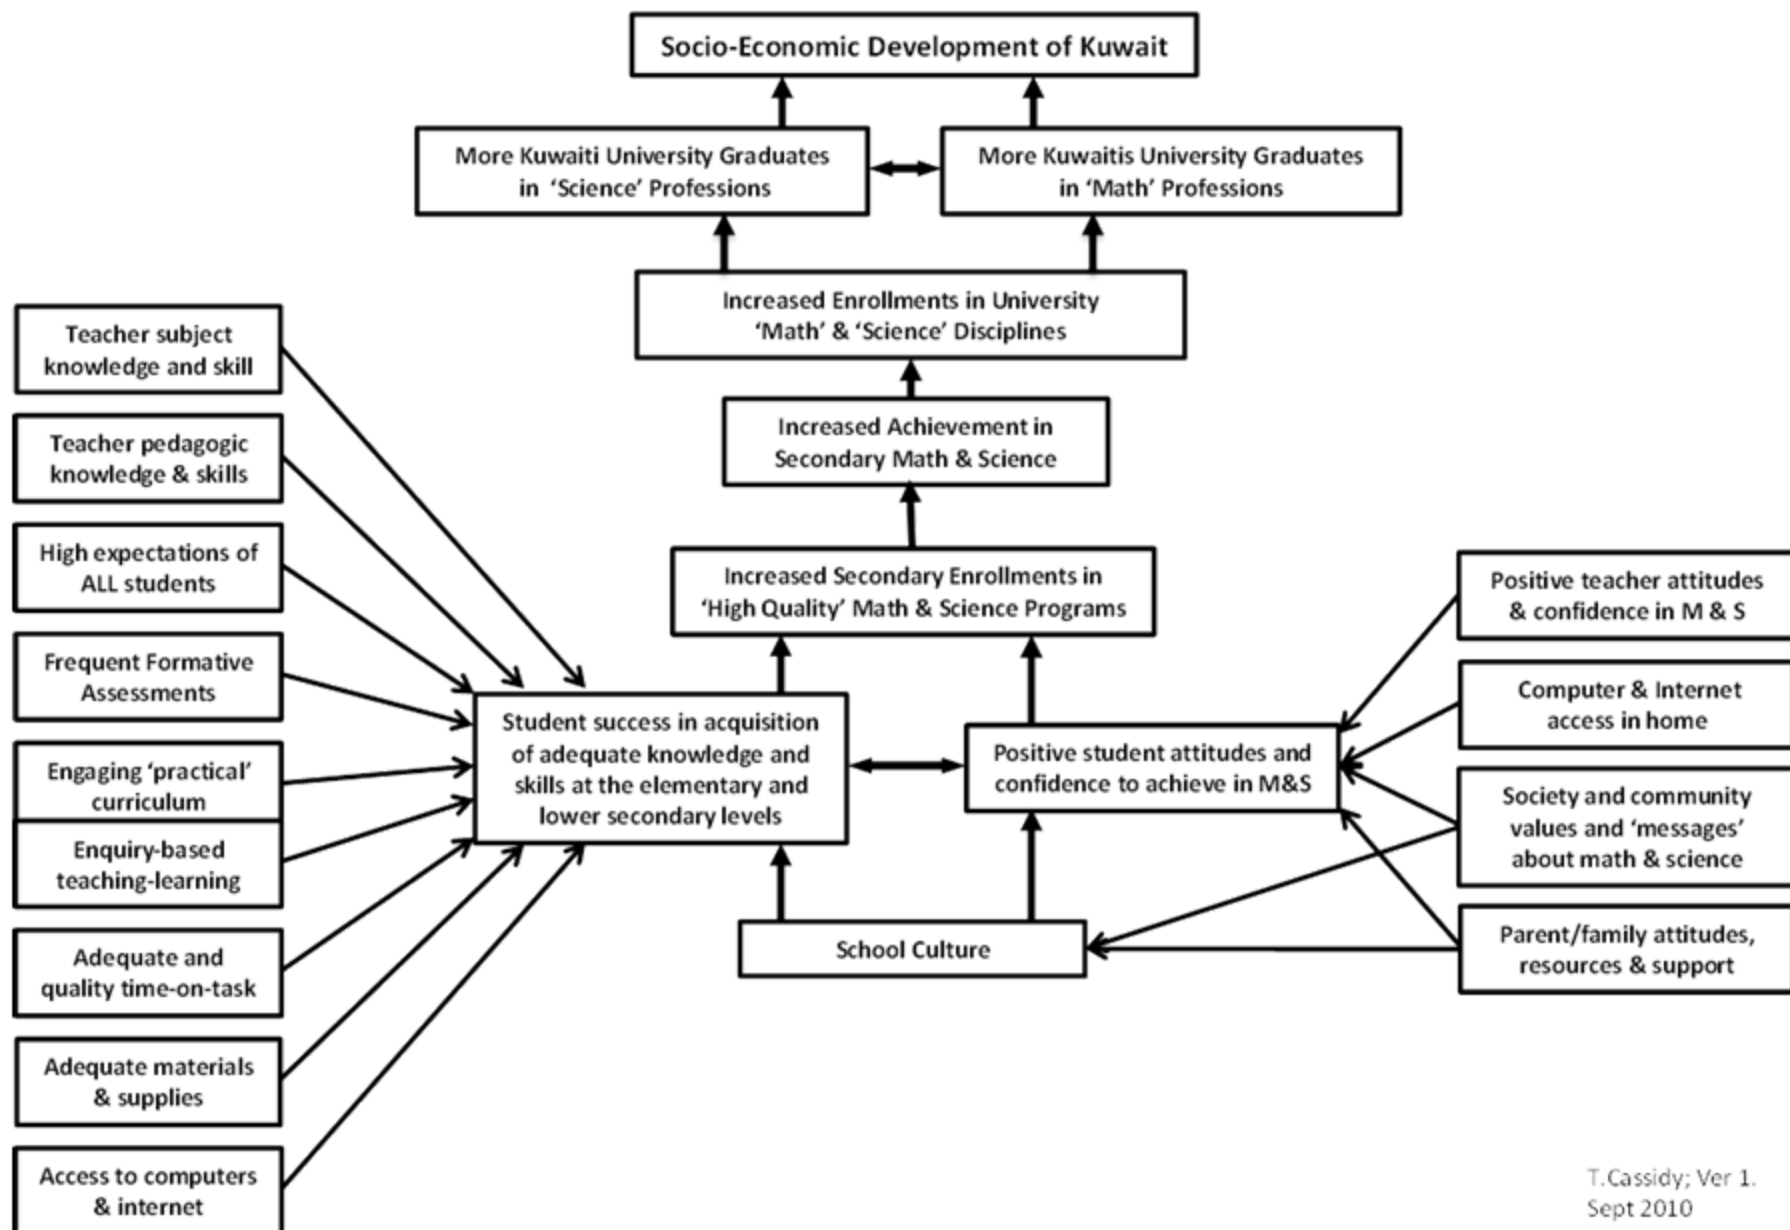 Socio-Economic Development of Kuwait
More Kuwaiti University Graduates
in ‘Science’ Professions
More Kuwaitis University Graduates
in ‘Math’ Professions
Increased Enrollments in University
‘Math’ & ‘Science’ Disciplines
Increased Achievement in
Secondary Math & Science
Increased Secondary Enrollments in
‘High Quality’ Math & Science Programs
Student success in acquisition
of adequate knowledge and
skills at the elementary and
lower secondary levels
Positive student attitudes and
confidence to achieve in M&S
School Culture
Teacher subject
knowledge and skill
Teacher pedagogic
knowledge & skills
High expectations of
ALL students
Frequent Formative
Assessments
Engaging ‘practical’
curriculum
Enquiry-based
teaching-learning
Adequate and
quality time-on-task
Adequate materials
& supplies
Access to computers
& internet
Positive teacher attitudes
& confidence in M & S
Computer & Internet
access in home
Society and community
values and ‘messages’
about math & science
Parent/family attitudes,
resources & support
T.Cassidy; Ver 1.
Sept 2010